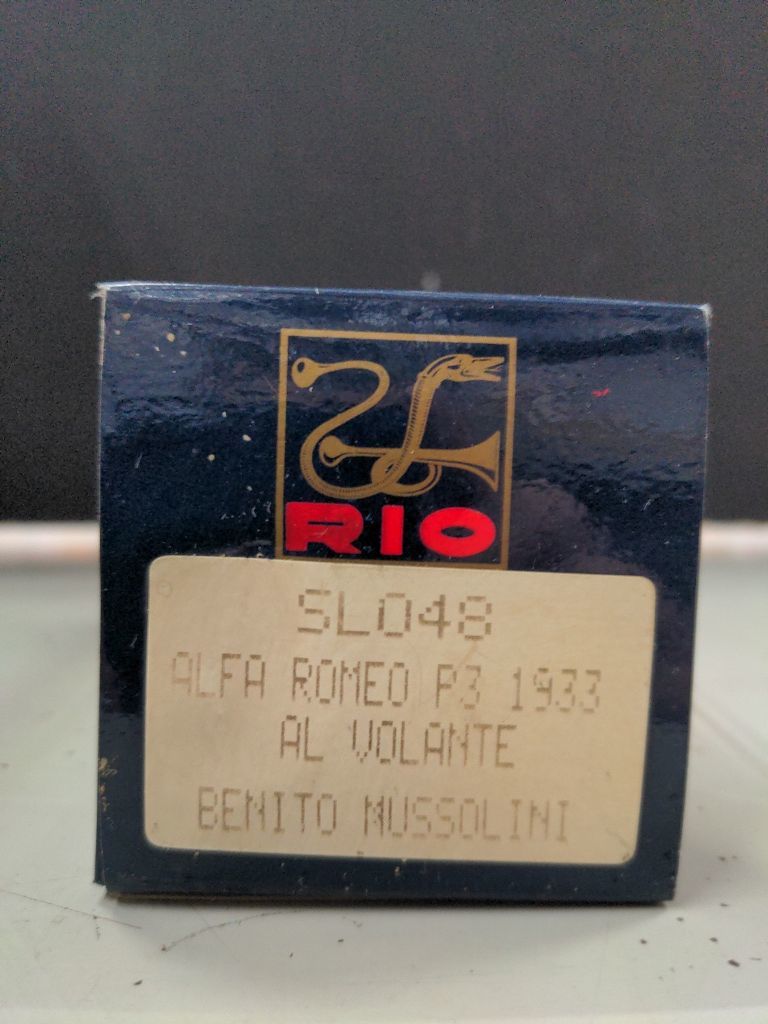 RIO
SL048
ALFA ROMEO P3 1933
AL VOLANTE
BENITO MUSSOLINI